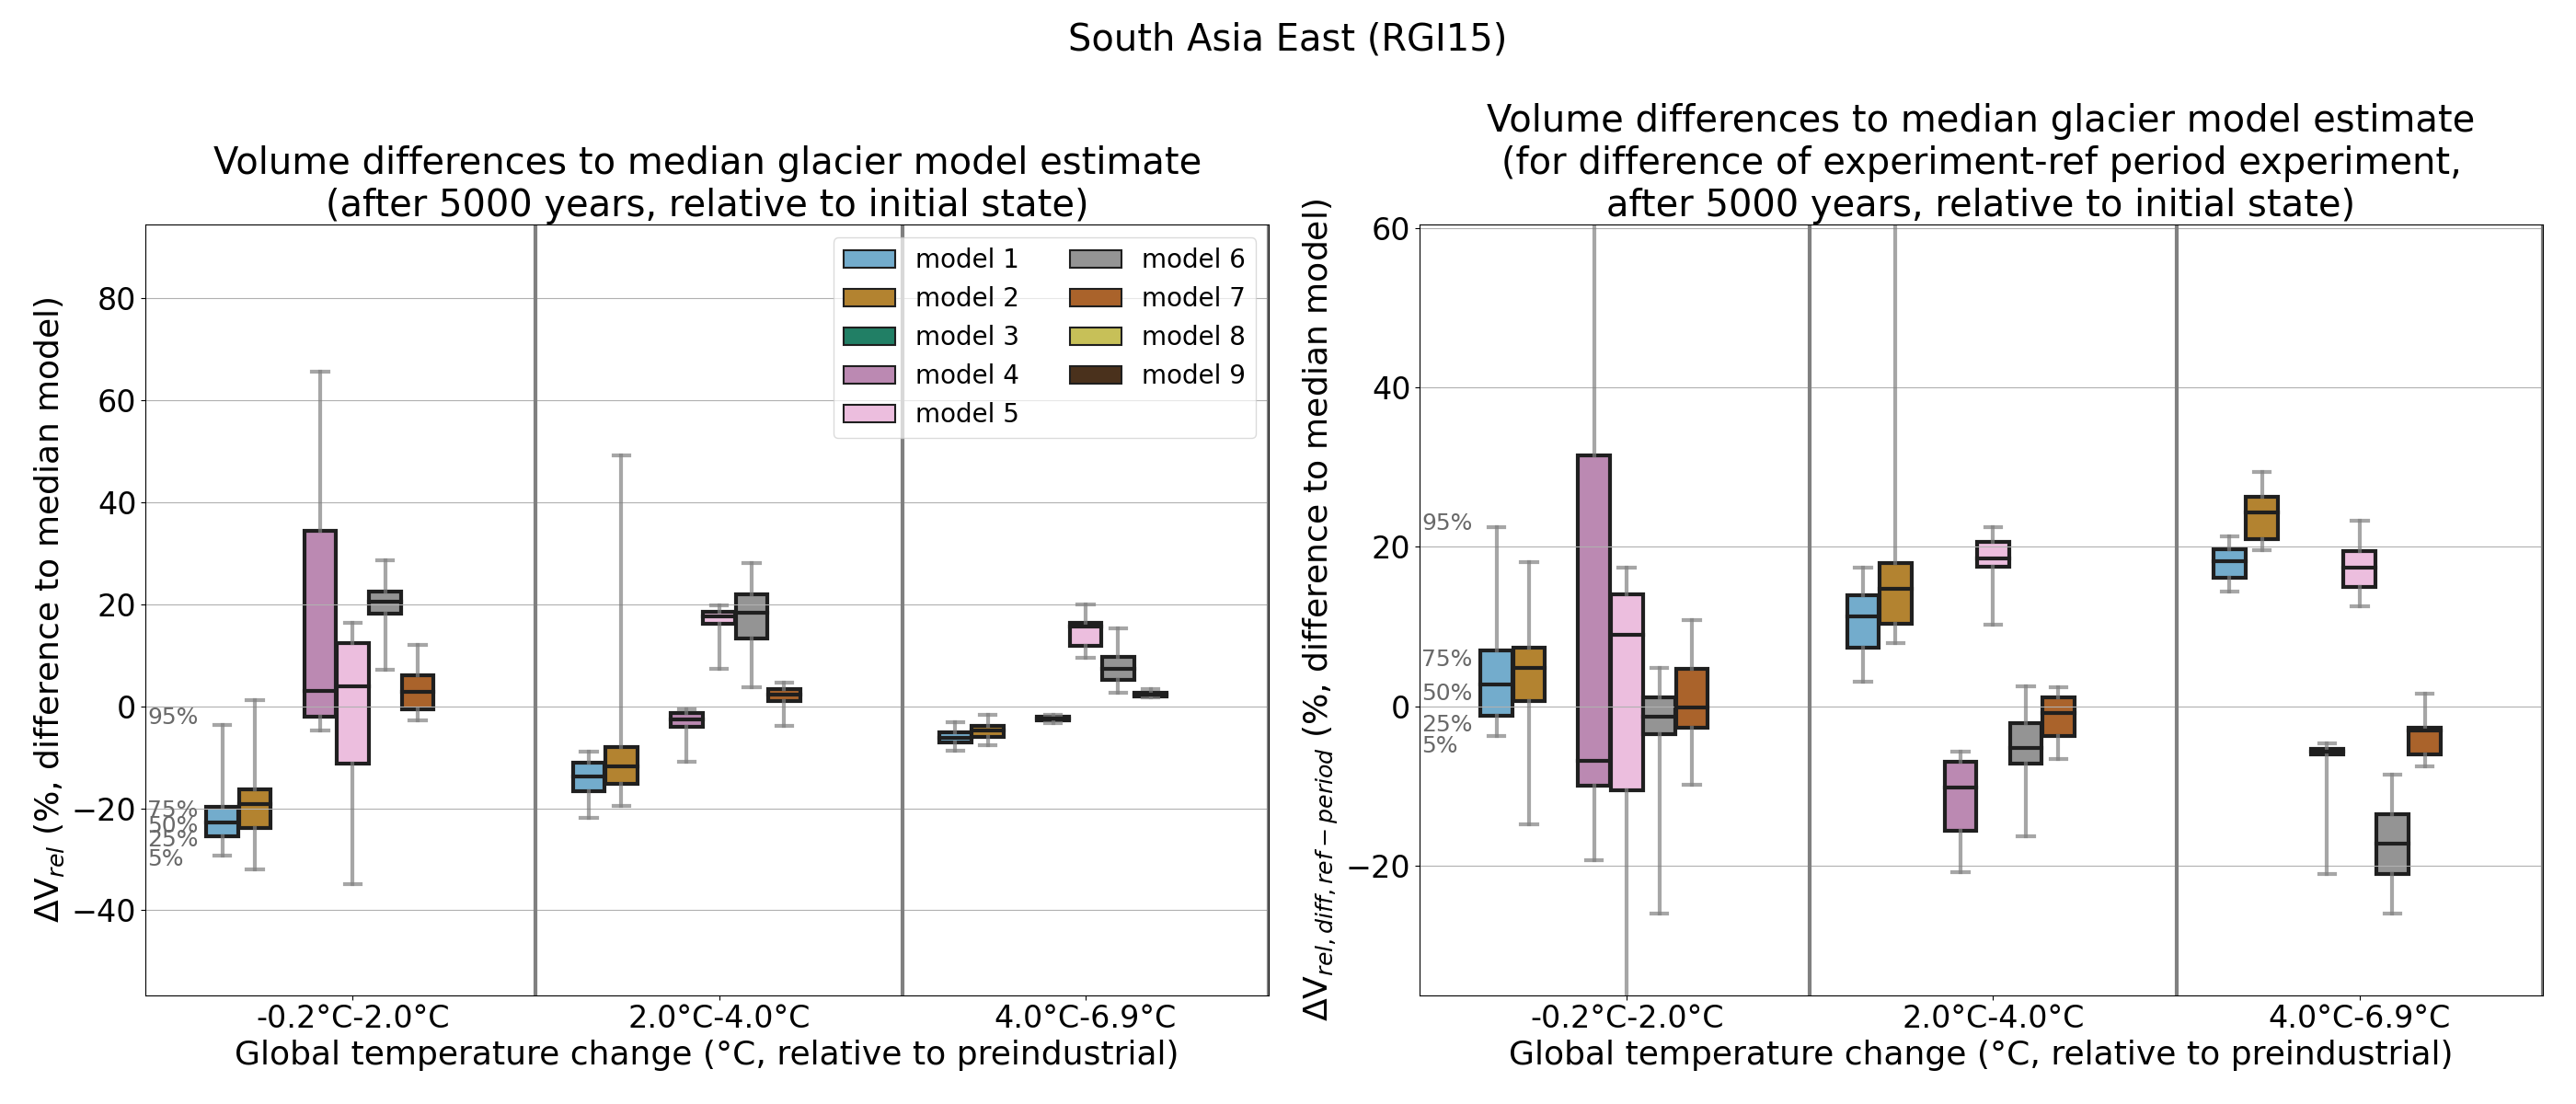 South Asia East (RGI15)
Volume differences to median glacier model estimate
(after 5000 years, relative to initial state)
ΔV_rel (%, difference to median model)
80
60
40
20
0
−20
−40
95%
75%
50%
25%
5%
model 1
model 2
model 3
model 4
model 5
model 6
model 7
model 8
model 9
-0.2°C-2.0°C
2.0°C-4.0°C
4.0°C-6.9°C
Global temperature change (°C, relative to preindustrial)
Volume differences to median glacier model estimate
(for difference of experiment-ref period experiment,
after 5000 years, relative to initial state)
ΔV_rel, diff, ref − period (%, difference to median model)
60
40
20
0
−20
95%
75%
50%
25%
5%
-0.2°C-2.0°C
2.0°C-4.0°C
4.0°C-6.9°C
Global temperature change (°C, relative to preindustrial)